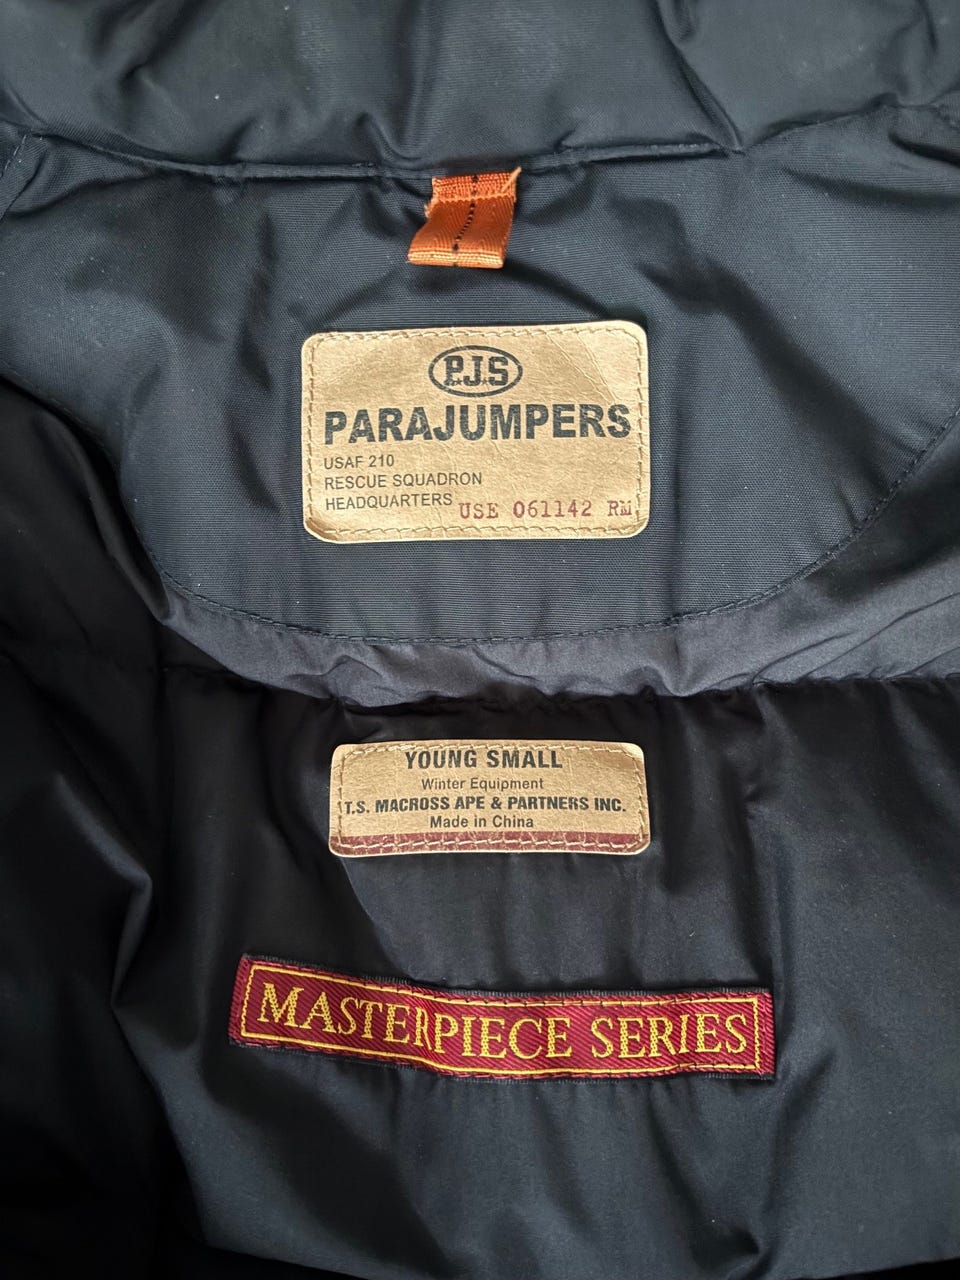 P.J.S
PARAJUMPERS
USAF 210
RESCUE SQUADRON
HEADQUARTERS USE 061142 RM
YOUNG SMALL
Winter Equipment
T.S. MACROSS APE & PARTNERS INC.
Made in China
MASTERPIECE SERIES